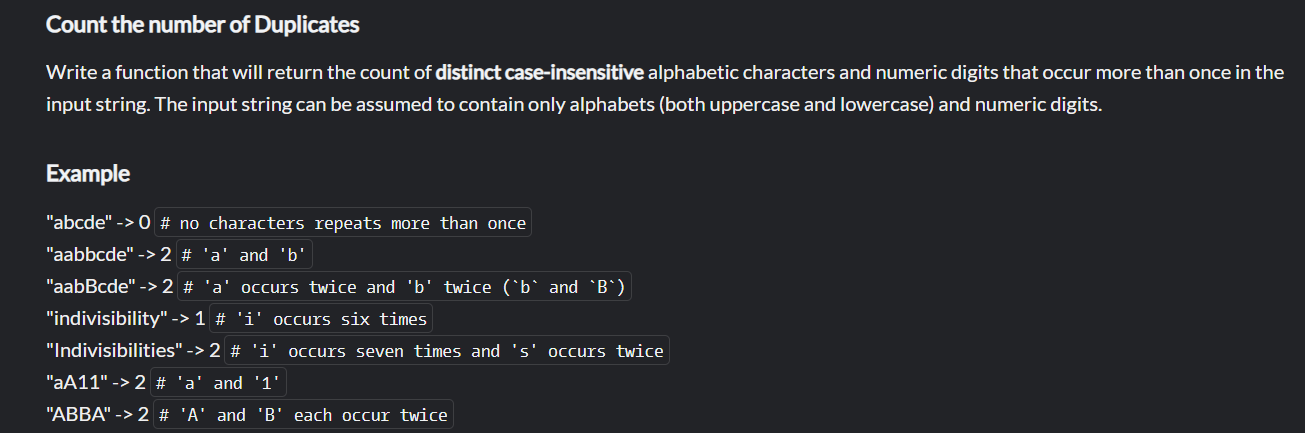 Count the number of Duplicates
Write a function that will return the count of distinct case-insensitive alphabetic characters and numeric digits that occur more than once in the
input string. The input string can be assumed to contain only alphabets (both uppercase and lowercase) and numeric digits.
Example
"abcde" -> 0 # no characters repeats more than once
"aabbcde" -> 2 # 'a' and 'b'
"aabBcde" -> 2 # 'a' occurs twice and 'b' twice (`b` and `B`)
"indivisibility" -> 1 # 'i' occurs six times
"Indivisibilities" -> 2 # 'i' occurs seven times and 's' occurs twice
"aA11" -> 2 # 'a' and '1'
"ABBA" -> 2 # 'A' and 'B' each occur twice